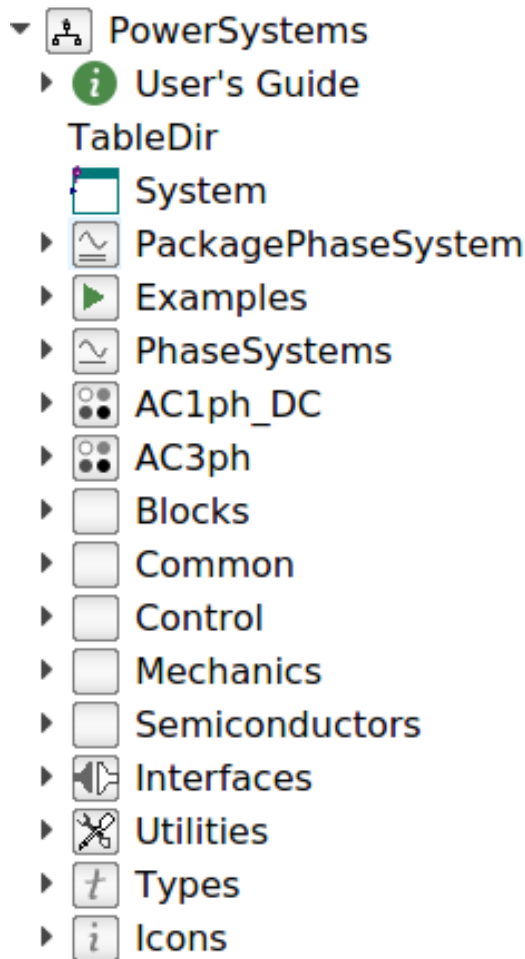 PowerSystems
User's Guide
TableDir
System
PackagePhaseSystem
Examples
PhaseSystems
AC1ph_DC
AC3ph
Blocks
Common
Control
Mechanics
Semiconductors
Interfaces
Utilities
Types
Icons